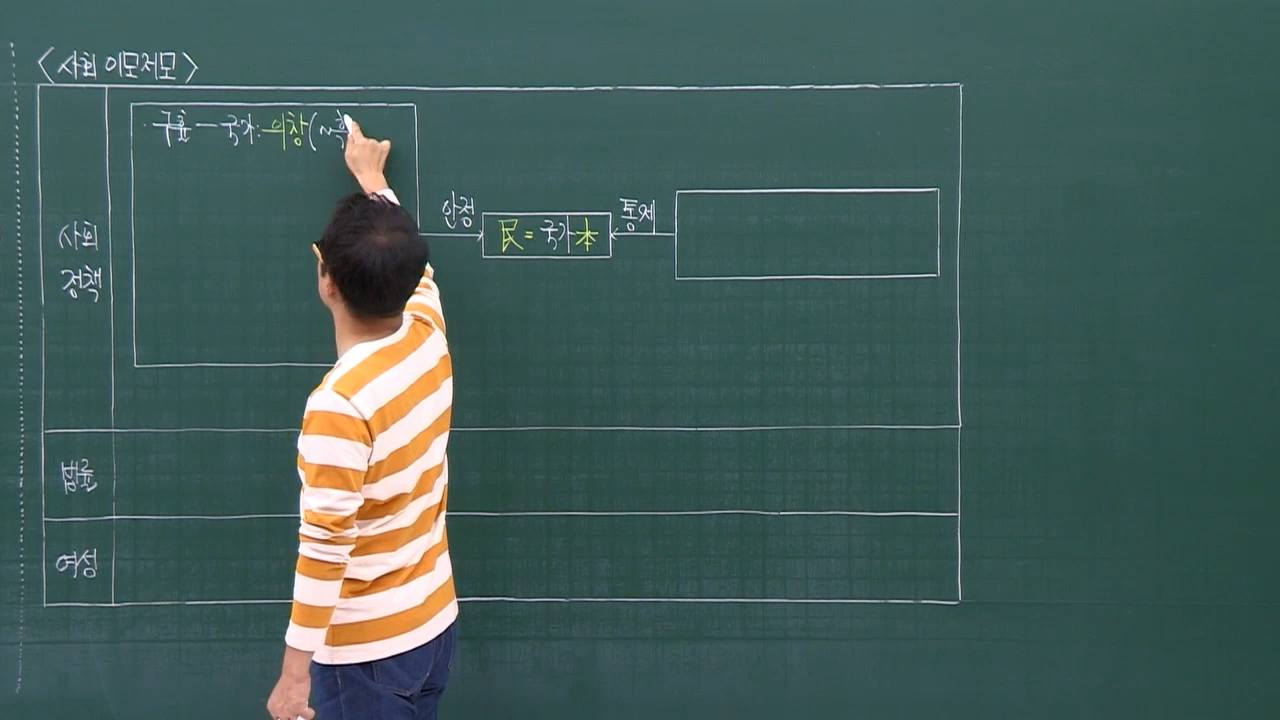 〈사회 이모저모〉
· 구휼 ─ 국가: 의창(~흑
안정
통제
民 = 국가 本
사회
정책
법률
여성